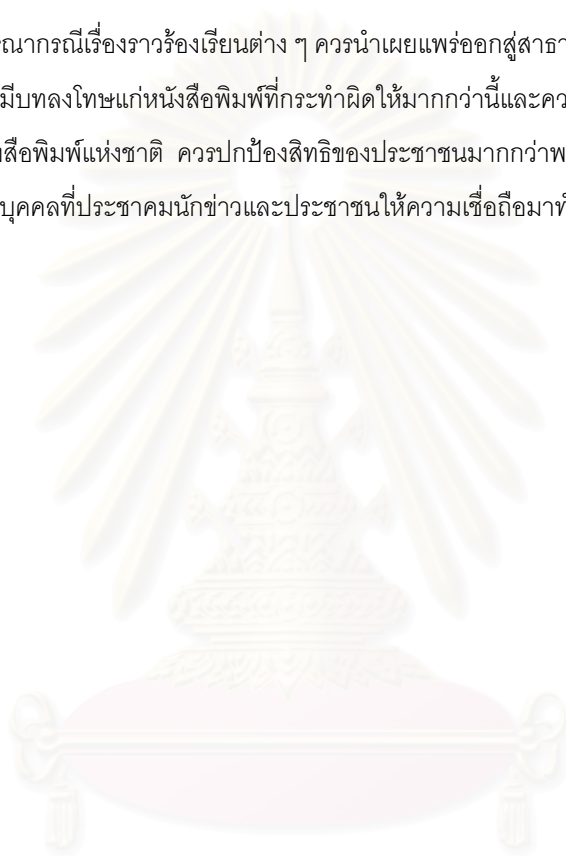 ณากรณีเรื่องราวร้องเรียนต่าง ๆ ควรนำเผยแพร่ออกสู่สาธา
มีบทลงโทษแก่หนังสือพิมพ์ที่กระทำผิดให้มากกว่านี้และคว
สือพิมพ์แห่งชาติ ควรปกป้องสิทธิของประชาชนมากกว่าพ
บุคคลที่ประชาคมนักข่าวและประชาชนให้ความเชื่อถือมาท